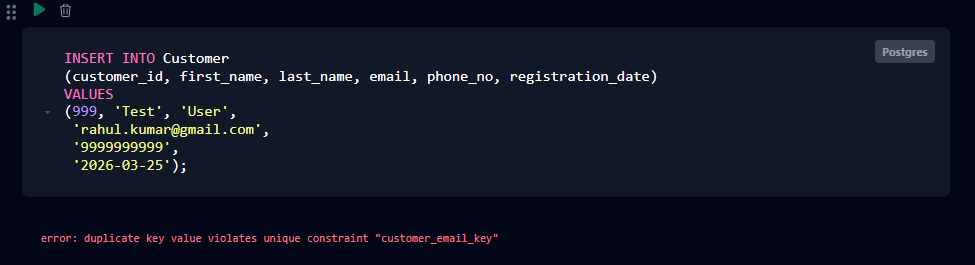 Postgres
INSERT INTO Customer
(customer_id, first_name, last_name, email, phone_no, registration_date)
VALUES
(999, 'Test', 'User',
'rahul.kumar@gmail.com',
'9999999999',
'2026-03-25');
error: duplicate key value violates unique constraint "customer_email_key"